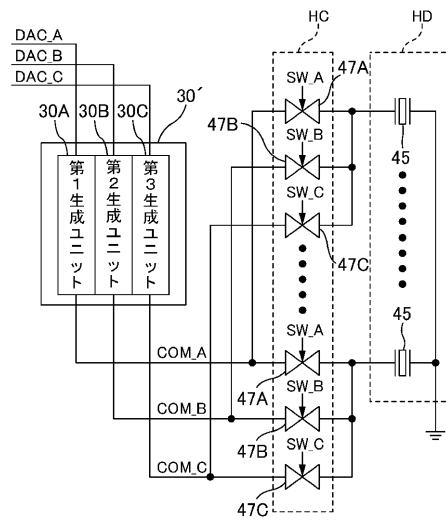 HC
HD
DAC_A
DAC_B
DAC_C
30A
30B
30C
30´
SW_A
47A
47B
SW_B
45
SW_C
47C
第1生成ユニット
第2生成ユニット
第3生成ユニット
SW_A
45
COM_A
47A
SW_B
COM_B
47B
SW_C
COM_C
47C